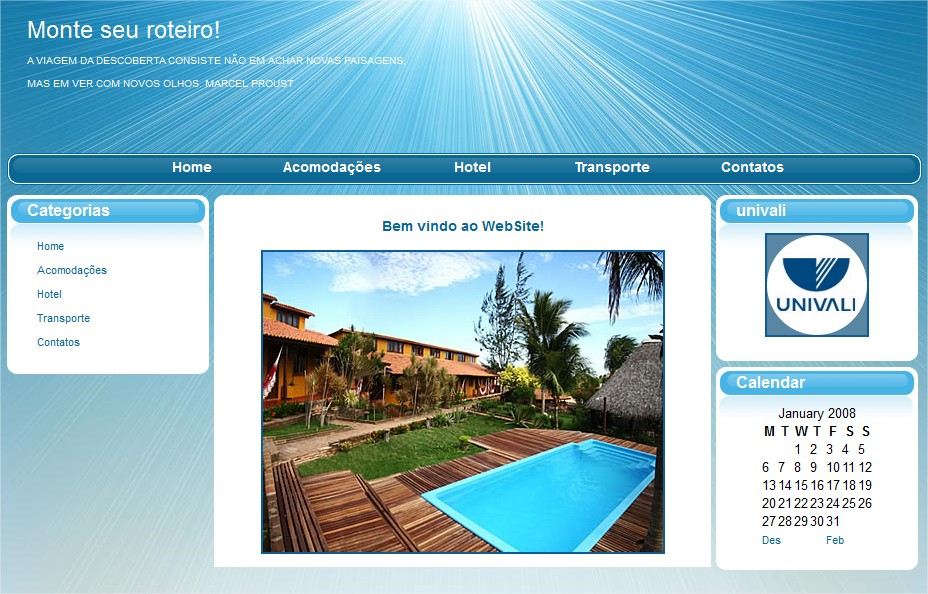 Monte seu roteiro!
A VIAGEM DA DESCOBERTA CONSISTE NÃO EM ACHAR NOVAS PAISAGENS,
MAS EM VER COM NOVOS OLHOS. MARCEL PROUST
Home Acomodações Hotel Transporte Contatos
Categorias
Home
Acomodações
Hotel
Transporte
Contatos
Bem vindo ao WebSite!
univali
UNIVALI
Calendar
January 2008
M T W T F S S
1 2 3 4 5
6 7 8 9 10 11 12
13 14 15 16 17 18 19
20 21 22 23 24 25 26
27 28 29 30 31
Des Feb